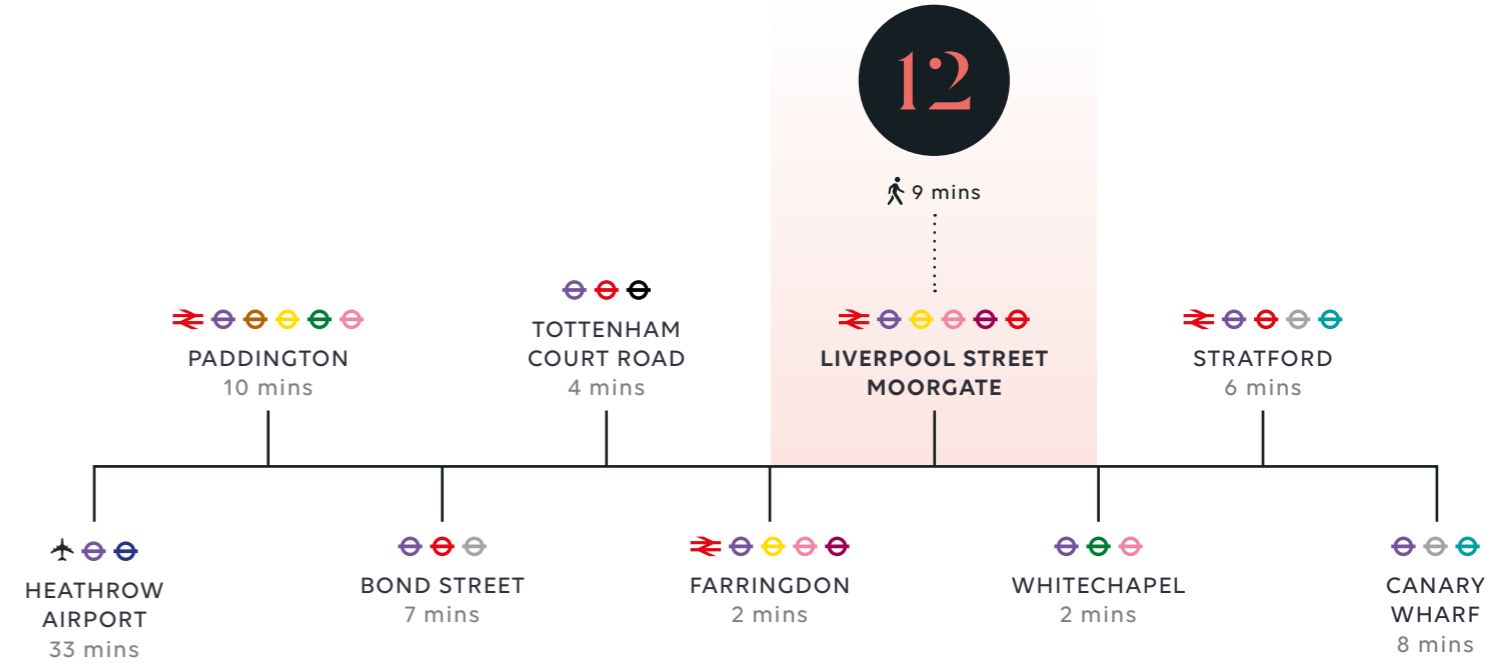 12
9 mins
PADDINGTON
10 mins
TOTTENHAM
COURT ROAD
4 mins
LIVERPOOL STREET
MOORGATE
STRATFORD
6 mins
HEATHROW
AIRPORT
33 mins
BOND STREET
7 mins
FARRINGDON
2 mins
WHITECHAPEL
2 mins
CANARY
WHARF
8 mins